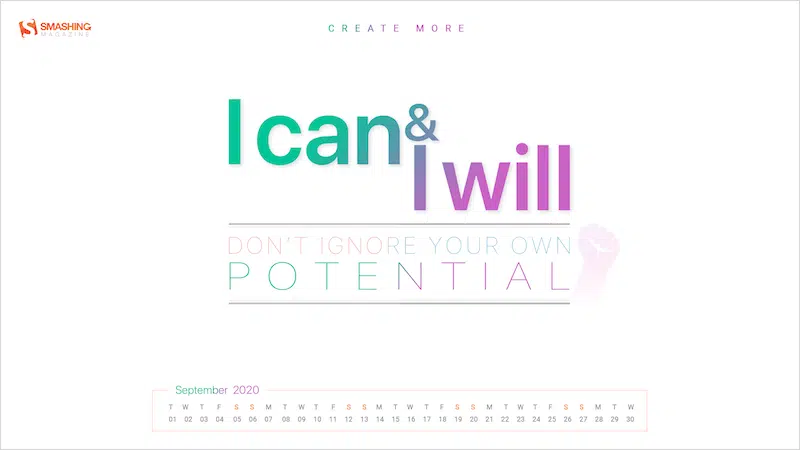 SMASHING
MAGAZINE
CREATE MORE
I can &
I will
DON'T IGNORE YOUR OWN
POTENTIAL
September 2020
T W T F S S M T W T F S S M T W T F S S M T W T F S S M T W
01 02 03 04 05 06 07 08 09 10 11 12 13 14 15 16 17 18 19 20 21 22 23 24 25 26 27 28 29 30